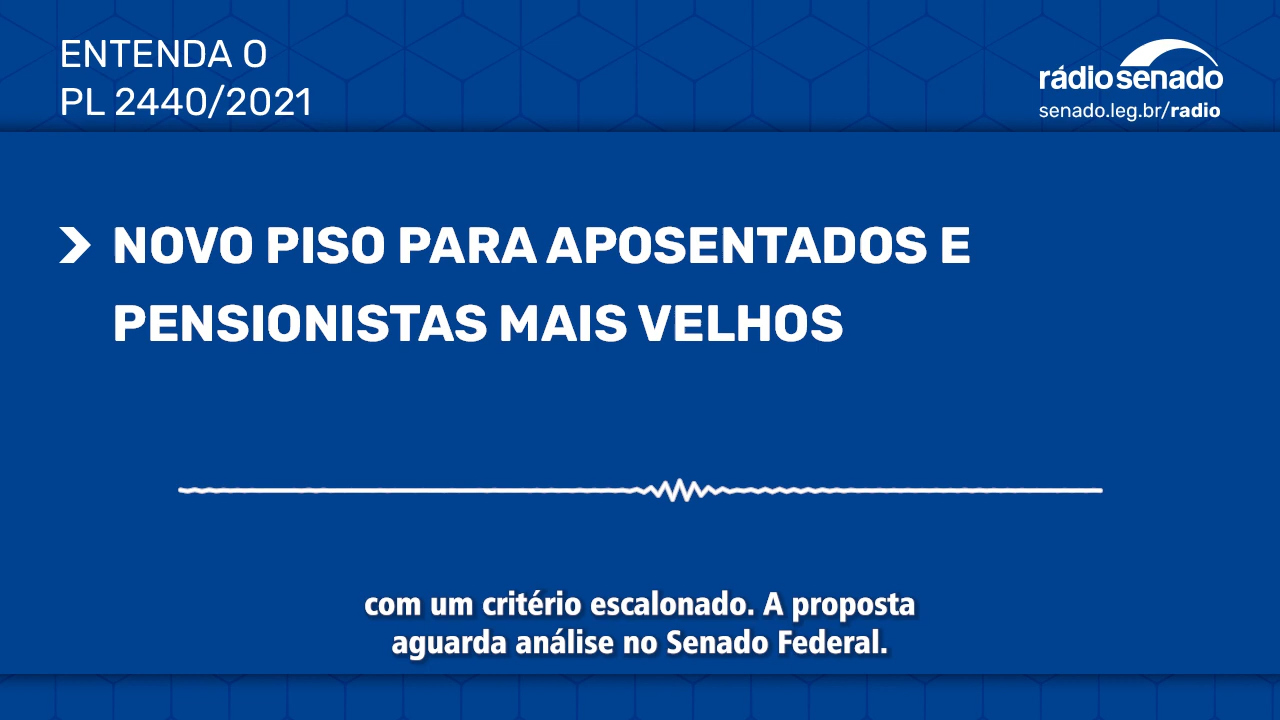 ENTENDA O
PL 2440/2021
rádio senado
senado.leg.br/radio
NOVO PISO PARA APOSENTADOS E
PENSIONISTAS MAIS VELHOS
com um critério escalonado. A proposta
aguarda análise no Senado Federal.